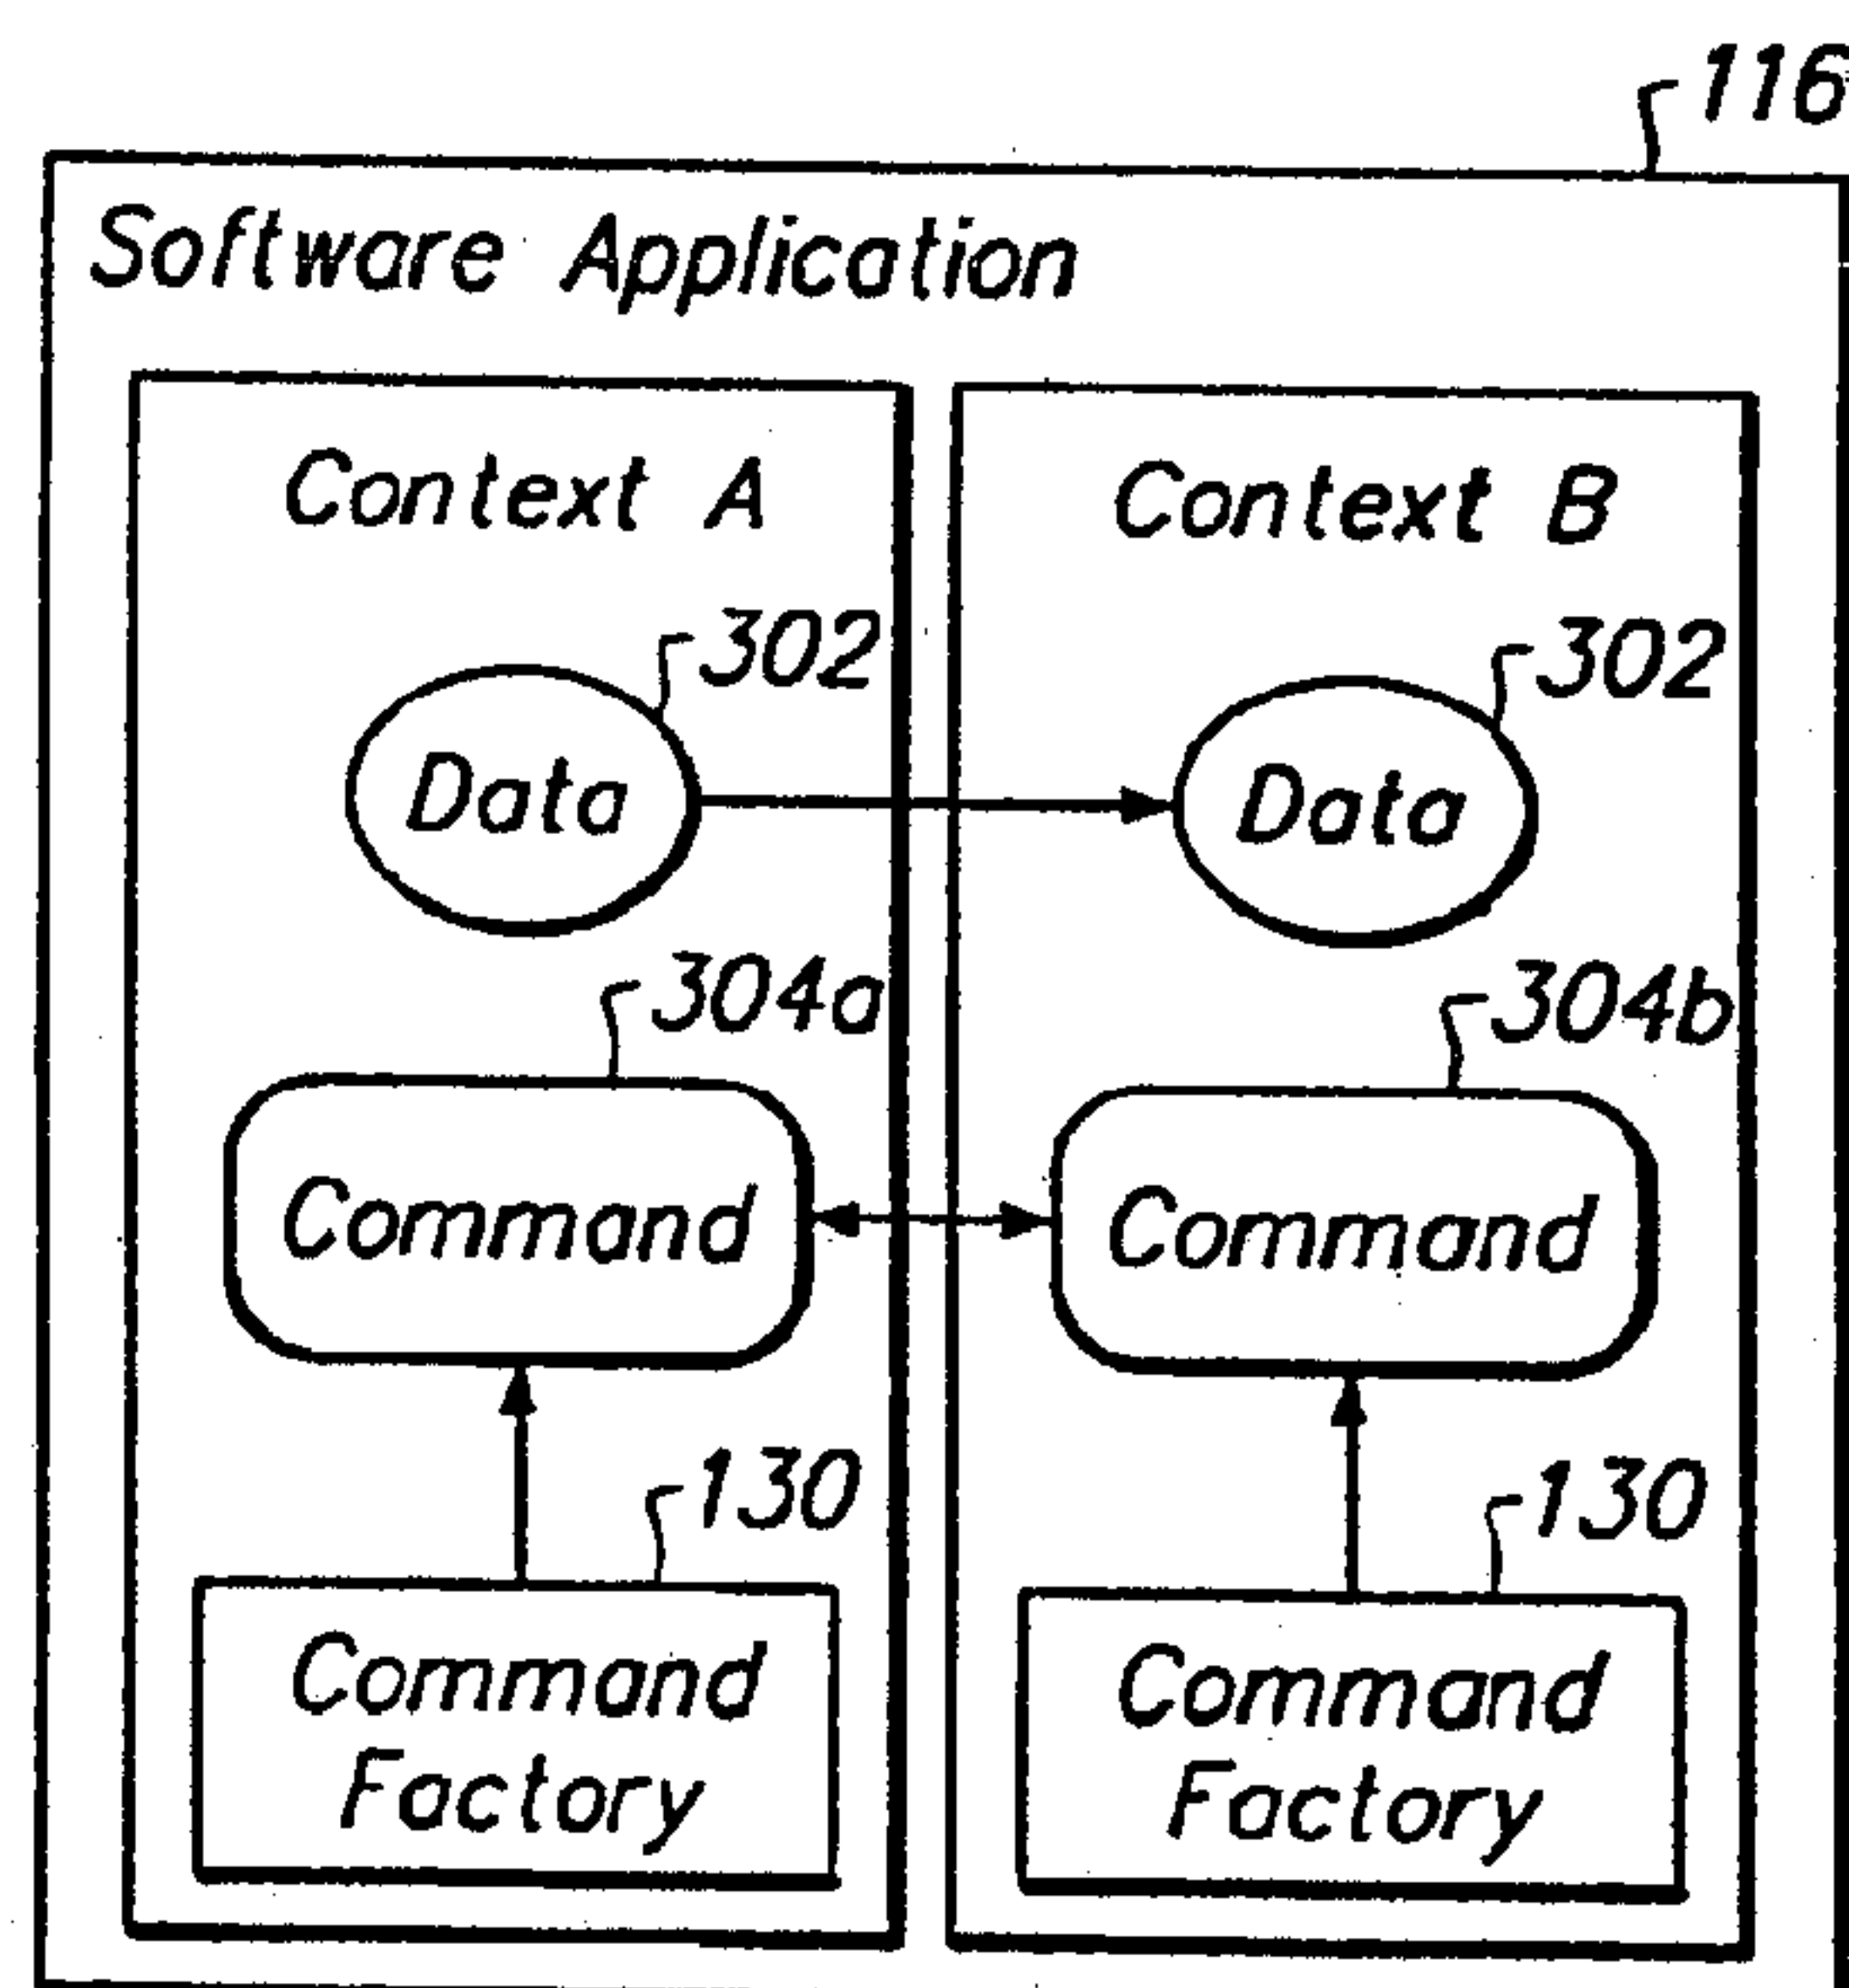 116
Software Application
Context A
302
Data
304a
Command
130
Command
Factory
Context B
302
Data
304b
Command
130
Command
Factory